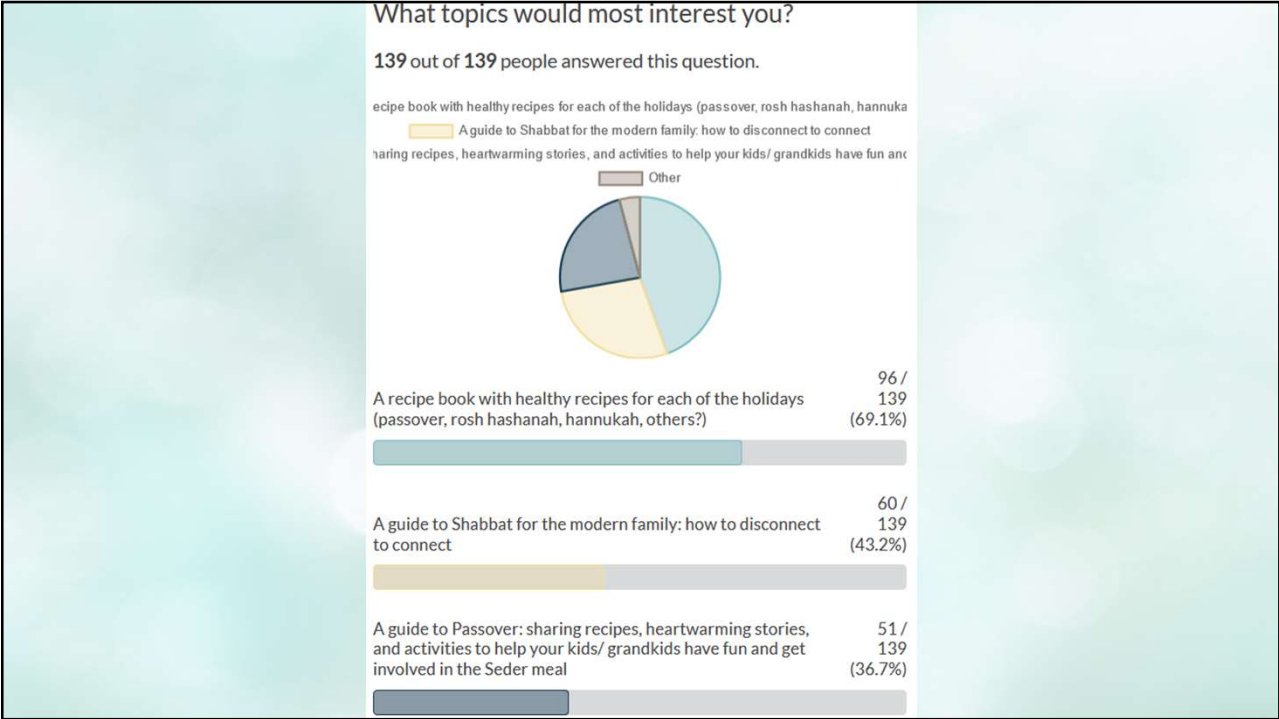 What topics would most interest you?
139 out of 139 people answered this question.
ecipe book with healthy recipes for each of the holidays (passover, rosh hashanah, hannuka
A guide to Shabbat for the modern family: how to disconnect to connect
haring recipes, heartwarming stories, and activities to help your kids/ grandkids have fun and
Other
96 /
A recipe book with healthy recipes for each of the holidays 139
(passover, rosh hashanah, hannukah, others?) (69.1%)
60 /
A guide to Shabbat for the modern family: how to disconnect 139
to connect (43.2%)
A guide to Passover: sharing recipes, heartwarming stories, 51 /
and activities to help your kids/ grandkids have fun and get 139
involved in the Seder meal (36.7%)